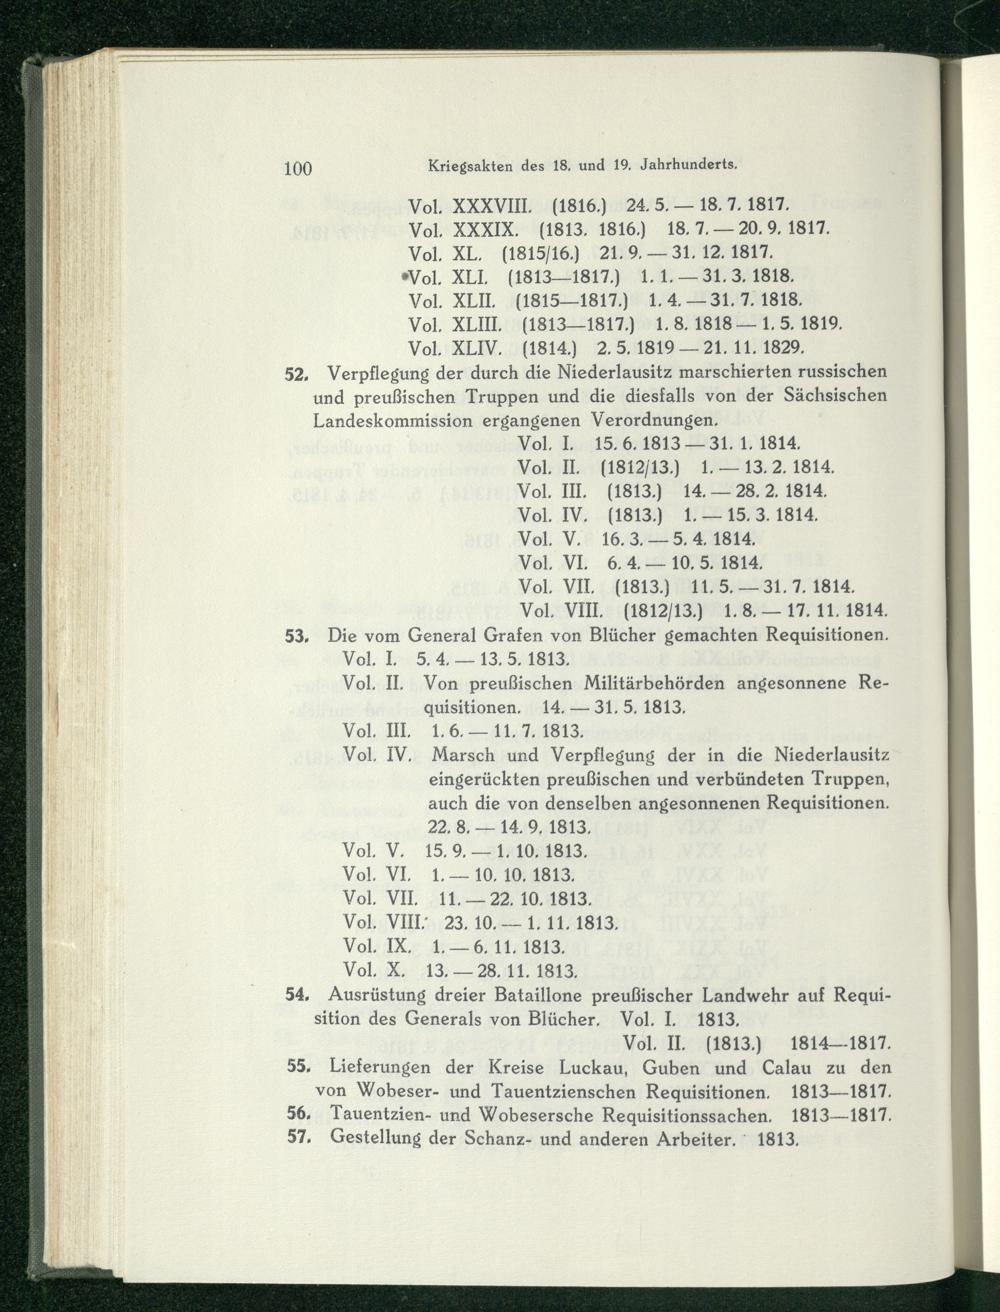 100
Kriegsakten des 18. und 19. Jahrhunderts.
Vol. XXXVIII. (1816.) 24. 5. — 18. 7. 1817.
Vol. XXXIX. (1813. 1816.) 18. 7. — 20. 9. 1817.
Vol. XL. (1815/16.) 21. 9. — 31. 12. 1817.
Vol. XLI. (1813—1817.) 1. 1. — 31. 3. 1818.
Vol. XLII. (1815—1817.) 1. 4. — 31. 7. 1818.
Vol. XLIII. (1813—1817.) 1. 8. 1818 — 1. 5. 1819.
Vol. XLIV. (1814.) 2. 5. 1819 — 21. 11. 1829.
52. Verpflegung der durch die Niederlausitz marschierten russischen
und preußischen Truppen und die diesfalls von der Sächsischen
Landeskommission ergangenen Verordnungen.
Vol. I. 15. 6. 1813 — 31. 1. 1814.
Vol. II. (1812/13.) 1. — 13. 2. 1814.
Vol. III. (1813.) 14. — 28. 2. 1814.
Vol. IV. (1813.) 1. — 15. 3. 1814.
Vol. V. 16. 3. — 5. 4. 1814.
Vol. VI. 6. 4. — 10. 5. 1814.
Vol. VII. (1813.) 11. 5. — 31. 7. 1814.
Vol. VIII. (1812/13.) 1. 8. — 17. 11. 1814.
53. Die vom General Grafen von Blücher gemachten Requisitionen.
Vol. I. 5. 4. — 13. 5. 1813.
Vol. II. Von preußischen Militärbehörden angesonnene Re-
quisitionen. 14. — 31. 5. 1813.
Vol. III. 1. 6. — 11. 7. 1813.
Vol. IV. Marsch und Verpflegung der in die Niederlausitz
eingerückten preußischen und verbündeten Truppen,
auch die von denselben angesonnenen Requisitionen.
22. 8. — 14. 9. 1813.
Vol. V. 15. 9. — 1. 10. 1813.
Vol. VI. 1. — 10. 10. 1813.
Vol. VII. 11. — 22. 10. 1813.
Vol. VIII. 23. 10. — 1. 11. 1813.
Vol. IX. 1. — 6. 11. 1813.
Vol. X. 13. — 28. 11. 1813.
54. Ausrüstung dreier Bataillone preußischer Landwehr auf Requi-
sition des Generals von Blücher. Vol. I. 1813.
Vol. II. (1813.) 1814—1817.
55. Lieferungen der Kreise Luckau, Guben und Calau zu den
von Wobeser- und Tauentzienschen Requisitionen. 1813—1817.
56. Tauentzien- und Wobesersche Requisitionssachen. 1813—1817.
57. Gestellung der Schanz- und anderen Arbeiter. 1813.